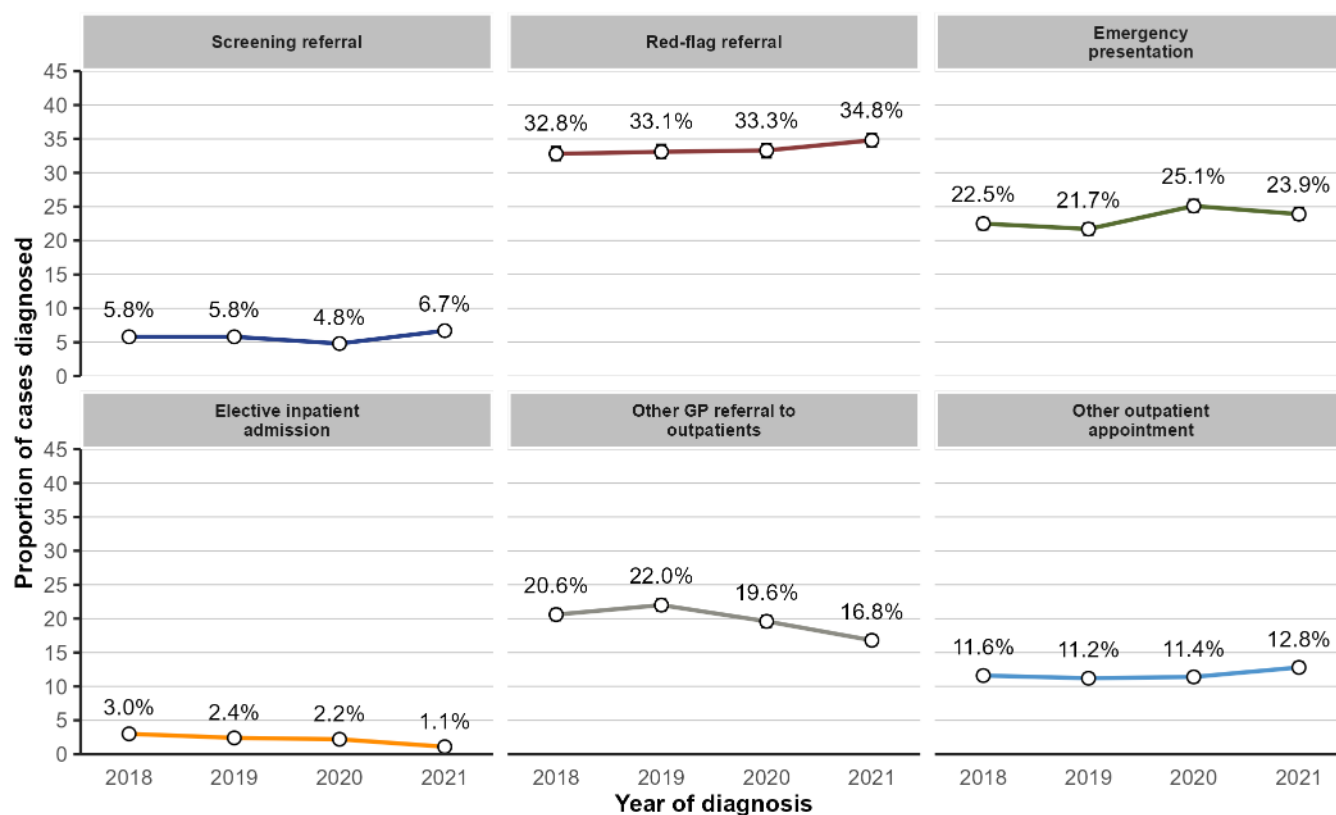 Screening referral
Red-flag referral
Emergency
presentation
Proportion of cases diagnosed
45
40
35
30
25
20
15
10
5
0
5.8% 5.8% 4.8% 6.7%
32.8% 33.1% 33.3% 34.8%
22.5% 21.7% 25.1% 23.9%
Elective inpatient
admission
Other GP referral to
outpatients
Other outpatient
appointment
45
40
35
30
25
20
15
10
5
0
3.0% 2.4% 2.2% 1.1%
20.6% 22.0% 19.6% 16.8%
11.6% 11.2% 11.4% 12.8%
2018 2019 2020 2021
2018 2019 2020 2021
2018 2019 2020 2021
Year of diagnosis